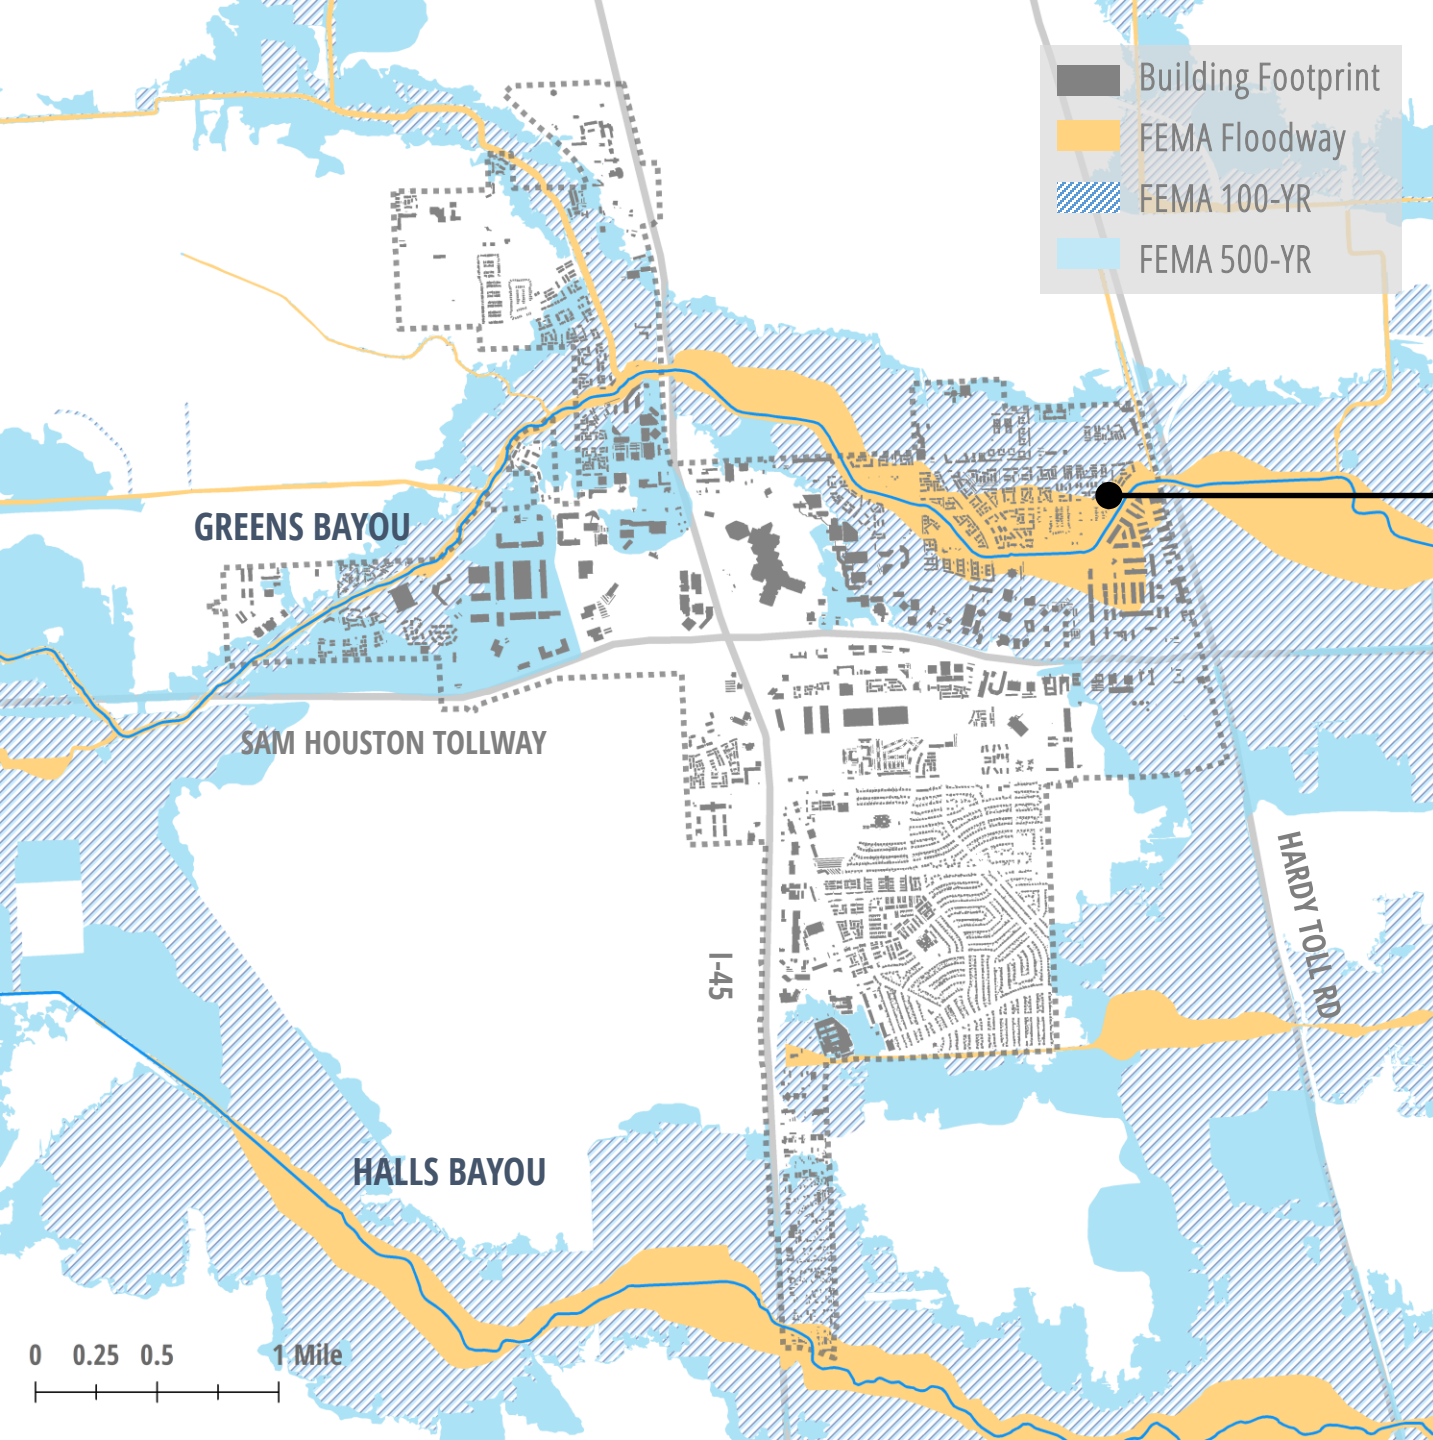 Building Footprint
FEMA Floodway
FEMA 100-YR
FEMA 500-YR
GREENS BAYOU
SAM HOUSTON TOLLWAY
I-45
HARDY TOLL RD
HALLS BAYOU
0 0.25 0.5 1 Mile